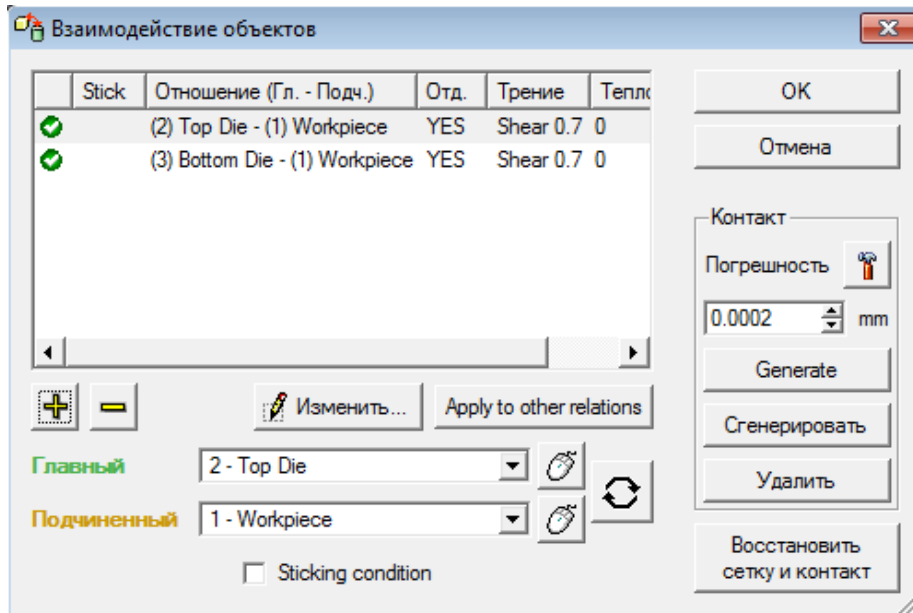 Взаимодействие объектов
Stick Отношение (Гл. - Подч.) Отд. Трение Тепло
(2) Top Die - (1) Workpiece YES Shear 0.7 0
(3) Bottom Die - (1) Workpiece YES Shear 0.7 0
OK
Отмена
Контакт
Погрешность
0.0002 mm
Generate
Сгенерировать
Удалить
Восстановить
сетку и контакт
Изменить... Apply to other relations
Главный 2 - Top Die
Подчиненный 1 - Workpiece
Sticking condition